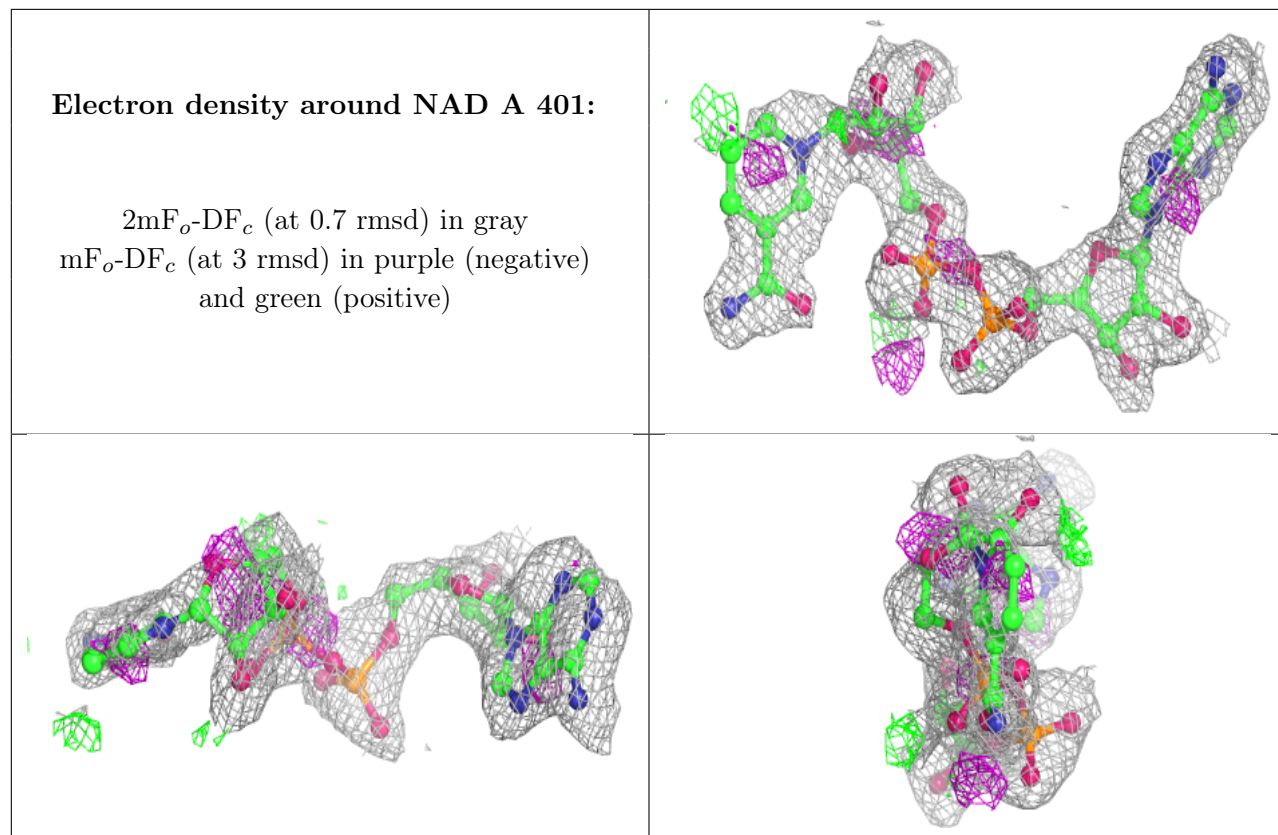 Electron density around NAD A 401:
2mFₒ-DF𝒸 (at 0.7 rmsd) in gray
mFₒ-DF𝒸 (at 3 rmsd) in purple (negative)
and green (positive)